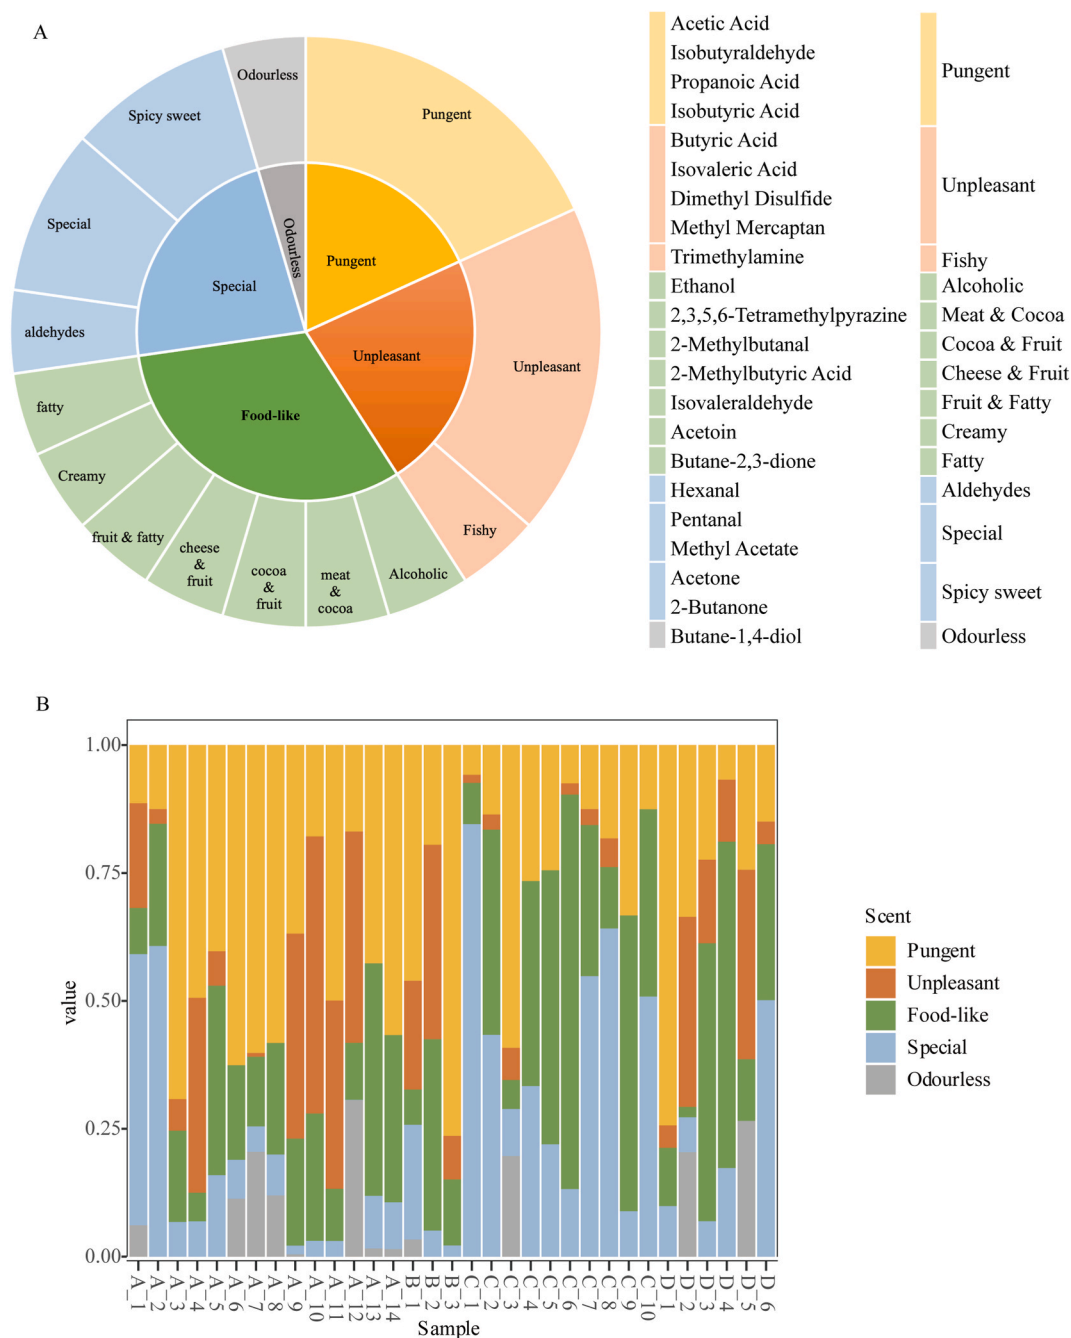 A
Odourless
Pungent
Spicy sweet
Special
aldehydes
fatty
Creamy
fruit & fatty
cheese
&
fruit
cocoa
&
fruit
meat
&
cocoa
Alcoholic
Fishy
Unpleasant
Odourless
Pungent
Special
Unpleasant
Food-like
Acetic Acid
Isobutyraldehyde
Propanoic Acid
Isobutyric Acid
Butyric Acid
Isovaleric Acid
Dimethyl Disulfide
Methyl Mercaptan
Trimethylamine
Ethanol
2,3,5,6-Tetramethylpyrazine
2-Methylbutanal
2-Methylbutyric Acid
Isovaleraldehyde
Acetoin
Butane-2,3-dione
Hexanal
Pentanal
Methyl Acetate
Acetone
2-Butanone
Butane-1,4-diol
Pungent
Unpleasant
Fishy
Alcoholic
Meat & Cocoa
Cocoa & Fruit
Cheese & Fruit
Fruit & Fatty
Creamy
Fatty
Aldehydes
Special
Spicy sweet
Odourless
B
1.00
0.75
0.50
0.25
0.00
value
A_1
A_2
A_3
A_4
A_5
A_6
A_7
A_8
A_9
A_10
A_11
A_12
A_13
A_14
B_1
B_2
B_3
C_1
C_2
C_3
C_4
C_5
C_6
C_7
C_8
C_9
C_10
D_1
D_2
D_3
D_4
D_5
D_6
Sample
Scent
Pungent
Unpleasant
Food-like
Special
Odourless